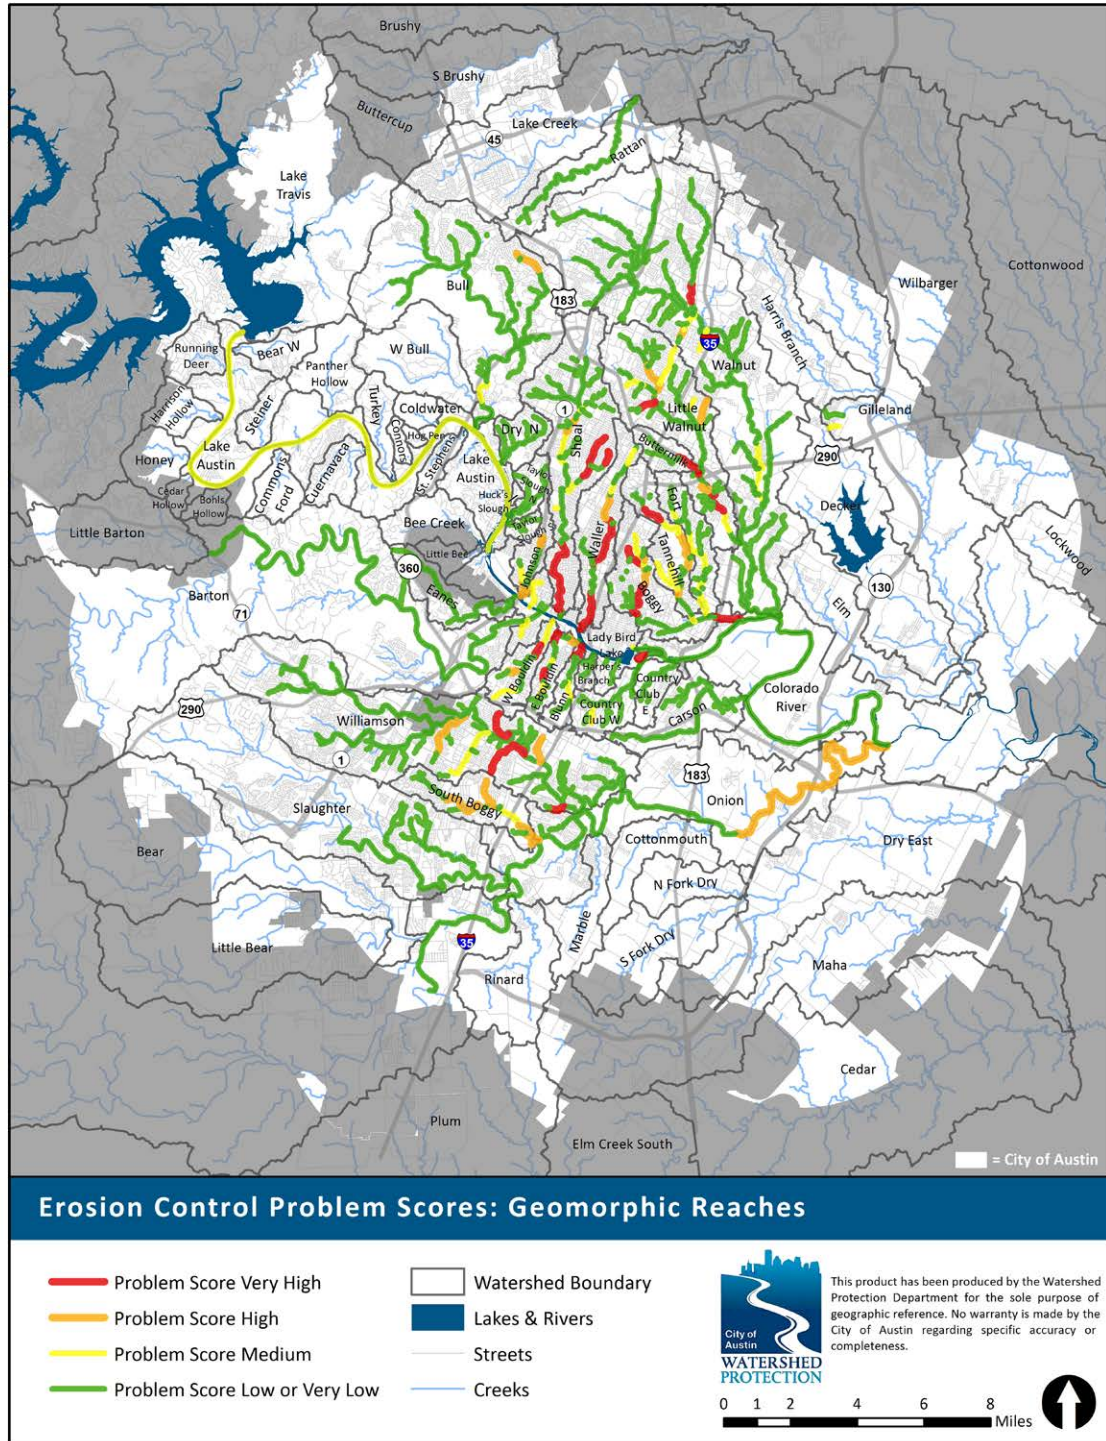 Brushy
S Brushy
Buttercup
Lake Creek
45
Rattan
Lake
Travis
Cottonwood
Wilbarger
Bull
183
Harris Branch
35
Running
Deer
Bear W
W Bull
Panther
Hollow
Walnut
Harrison
Hollow
Steiner
Turkey
Coldwater
Connors
Hog Pen
1
Little
Walnut
Gilleland
Dry N
Shoal
Buttermilk
290
Lake
Austin
Honey
St. Stephens
Lake
Austin
Taylor
Slough
N
Commons
Ford
Cuernavaca
Cedar
Hollow
Bohls
Hollow
Huck's
Slough
Fort
Decker
Little Barton
Bee Creek
Taylor
Slough S
Waller
Lockwood
Little Bee
Johnson
Tannehill
360
Barton
Eanes
Boggy
130
71
Elm
Lady Bird
Lake
W Bouldin
E Bouldin
Harper's
Branch
Blunn
Country
Club
E
Colorado
River
290
Williamson
Country
Club W
Carson
1
183
Slaughter
South Boggy
Onion
Cottonmouth
Dry East
Bear
N Fork Dry
Little Bear
35
Marble
S Fork Dry
Rinard
Maha
Cedar
Plum
Elm Creek South
= City of Austin
Erosion Control Problem Scores: Geomorphic Reaches
Problem Score Very High
Problem Score High
Problem Score Medium
Problem Score Low or Very Low
Watershed Boundary
Lakes & Rivers
Streets
Creeks
City of
Austin
WATERSHED
PROTECTION
This product has been produced by the Watershed
Protection Department for the sole purpose of
geographic reference. No warranty is made by the
City of Austin regarding specific accuracy or
completeness.
0 1 2 4 6 8
Miles